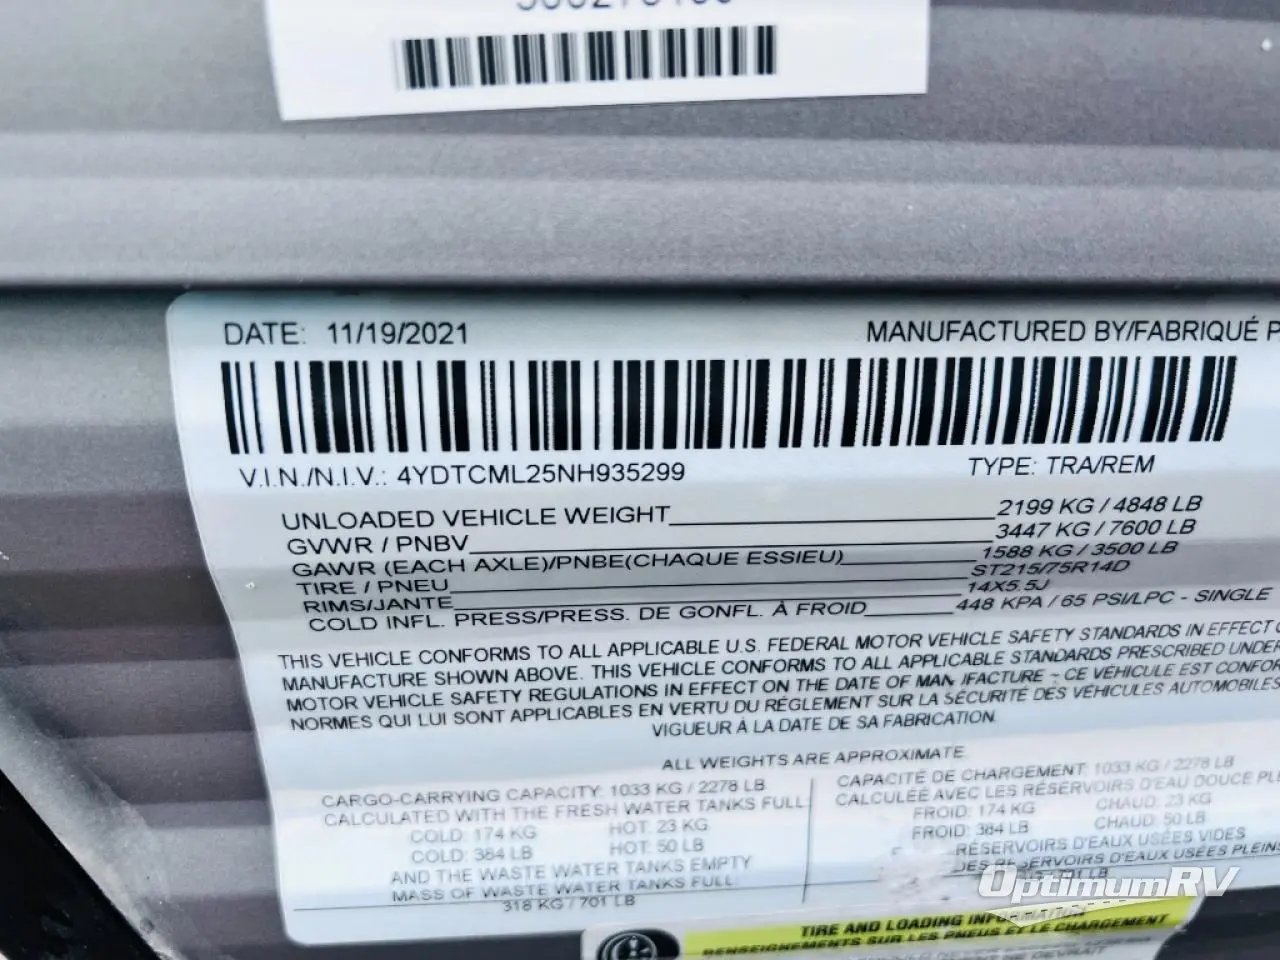 DATE: 11/19/2021
MANUFACTURED BY/FABRIQUÉ
V.I.N./N.I.V.: 4YDTCML25NH935299
TYPE: TRA/REM
UNLOADED VEHICLE WEIGHT 2199 KG / 4848 LB
GVWR / PNBV 3447 KG / 7600 LB
GAWR (EACH AXLE)/PNBE(CHAQUE ESSIEU) 1588 KG / 3500 LB
TIRE / PNEU ST215/75R14D
RIMS/JANTE 14X5.5J
COLD INFL. PRESS/PRESS. DE GONFL. À FROID 448 KPA / 65 PSI/LPC - SINGLE
THIS VEHICLE CONFORMS TO ALL APPLICABLE U.S. FEDERAL MOTOR VEHICLE SAFETY STANDARDS IN EFFECT
MANUFACTURE SHOWN ABOVE. THIS VEHICLE CONFORMS TO ALL APPLICABLE STANDARDS PRESCRIBED UNDER
MOTOR VEHICLE SAFETY REGULATIONS IN EFFECT ON THE DATE OF MANUFACTURE - CE VÉHICULE EST
NORMES QUI LUI SONT APPLICABLES EN VERTU DU RÉGLEMENT SUR LA SÉCURITÉ DES VÉHICULES AUTOMOBILES
VIGUEUR À LA DATE DE SA FABRICATION.
ALL WEIGHTS ARE APPROXIMATE
CARGO-CARRYING CAPACITY: 1033 KG / 2278 LB
CALCULATED WITH THE FRESH WATER TANKS FULL:
COLD: 174 KG HOT: 23 KG
COLD: 384 LB HOT: 50 LB
AND THE WASTE WATER TANKS EMPTY
MASS OF WASTE WATER TANKS FULL:
318 KG / 701 LB
CAPACITÉ DE CHARGEMENT: 1033 KG / 2278 LB
CALCULÉE AVEC LES RÉSERVOIRS D'EAU DOUCE
FROID: 174 KG CHAUD: 23 KG
FROID: 384 LB CHAUD: 50 LB
RÉSERVOIRS D'EAUX USÉES VIDES
RÉSERVOIRS D'EAUX USÉES PLEINS
701 LB
OptimumRV
TIRE AND LOADING INFORMATION
RENSEIGNEMENTS SUR LES PNEUS ET LE CHARGEMENT